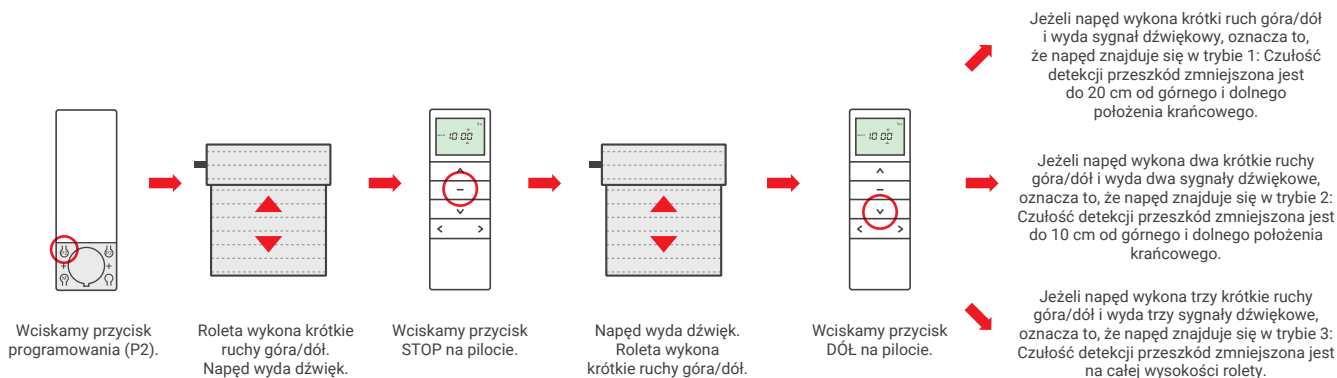 Wciskamy przycisk
programowania (P2).
Roleta wykona krótkie
ruchy góra/dół.
Napęd wyda dźwięk.
Wciskamy przycisk
STOP na pilocie.
Napęd wyda dźwięk.
Roleta wykona
krótkie ruchy góra/dół.
Wciskamy przycisk
DÓŁ na pilocie.
Jeżeli napęd wykona krótki ruch góra/dół
i wyda sygnał dźwiękowy, oznacza to,
że napęd znajduje się w trybie 1: Czułość
detekcji przeszkód zmniejszona jest
do 20 cm od górnego i dolnego
położenia krańcowego.
Jeżeli napęd wykona dwa krótkie ruchy
góra/dół i wyda dwa sygnały dźwiękowe,
oznacza to, że napęd znajduje się w trybie 2:
Czułość detekcji przeszkód zmniejszona jest
do 10 cm od górnego i dolnego położenia
krańcowego.
Jeżeli napęd wykona trzy krótkie ruchy
góra/dół i wyda trzy sygnały dźwiękowe,
oznacza to, że napęd znajduje się w trybie 3:
Czułość detekcji przeszkód zmniejszona jest
na całej wysokości rolety.